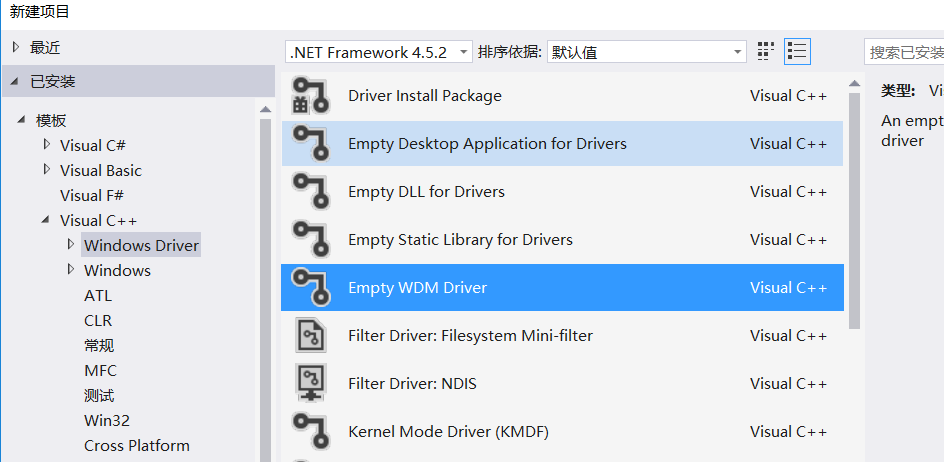 新建项目
最近
已安装
模板
Visual C#
Visual Basic
Visual F#
Visual C++
Windows Driver
Windows
ATL
CLR
常规
MFC
测试
Win32
Cross Platform
.NET Framework 4.5.2 排序依据: 默认值
Driver Install Package Visual C++
Empty Desktop Application for Drivers Visual C++
Empty DLL for Drivers Visual C++
Empty Static Library for Drivers Visual C++
Empty WDM Driver Visual C++
Filter Driver: Filesystem Mini-filter Visual C++
Filter Driver: NDIS Visual C++
Kernel Mode Driver (KMDF) Visual C++
搜索已安装
类型: Vi
An empt
driver